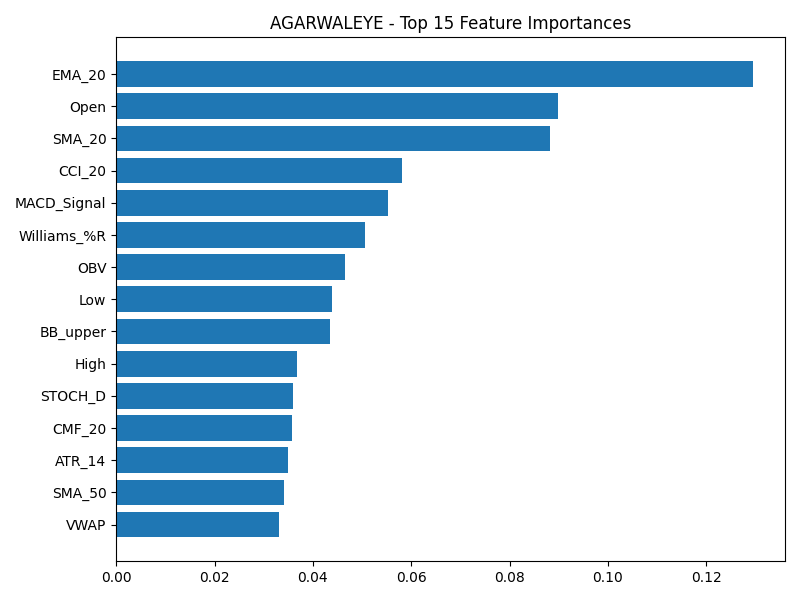 AGARWALEYE - Top 15 Feature Importances
EMA_20
Open
SMA_20
CCI_20
MACD_Signal
Williams_%R
OBV
Low
BB_upper
High
STOCH_D
CMF_20
ATR_14
SMA_50
VWAP
0.00 0.02 0.04 0.06 0.08 0.10 0.12